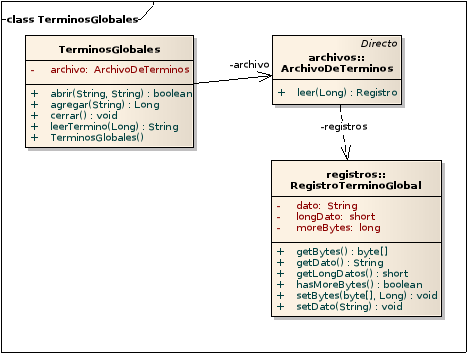 class TerminosGlobales
TerminosGlobales
- archivo: ArchivoDeTerminos
+ abrir(String, String) : boolean
+ agregar(String) : Long
+ cerrar() : void
+ leerTermino(Long) : String
+ TerminosGlobales()
-archivo
Directo
archivos::
ArchivoDeTerminos
+ leer(Long) : Registro
-registros
registros::
RegistroTerminoGlobal
- dato: String
- longDato: short
- moreBytes: long
+ getBytes() : byte[]
+ getDato() : String
+ getLongDatos() : short
+ hasMoreBytes() : boolean
+ setBytes(byte[], Long) : void
+ setDato(String) : void